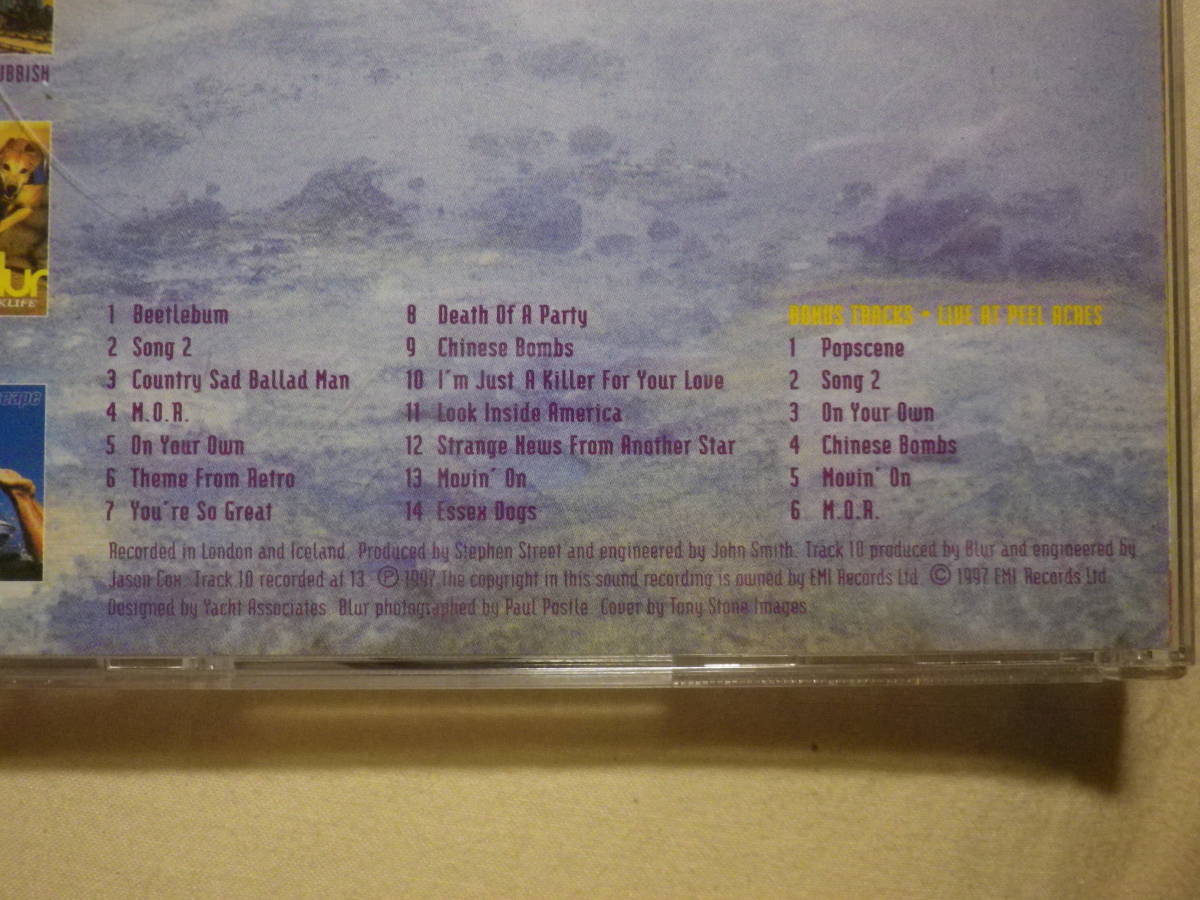 UBBISH
lur
KLIFE
cape
1 Beetlebum
2 Song 2
3 Country Sad Ballad Man
4 M.O.R.
5 On Your Own
6 Theme From Retro
7 You're So Great
8 Death Of A Party
9 Chinese Bombs
10 I'm Just A Killer For Your Love
11 Look Inside America
12 Strange News From Another Star
13 Movin' On
14 Essex Dogs
BONUS TRACKS • LIVE AT PEEL ACRES
1 Popscene
2 Song 2
3 On Your Own
4 Chinese Bombs
5 Movin' On
6 M.O.R.
Recorded in London and Iceland. Produced by Stephen Street and engineered by John Smith. Track 10 produced by Blur and engineered by
Jason Cox. Track 10 recorded at 13. ℗ 1997 The copyright in this sound recording is owned by EMI Records Ltd. © 1997 EMI Records Ltd.
Designed by Yacht Associates. Blur photographed by Paul Postle. Cover by Tony Stone Images.